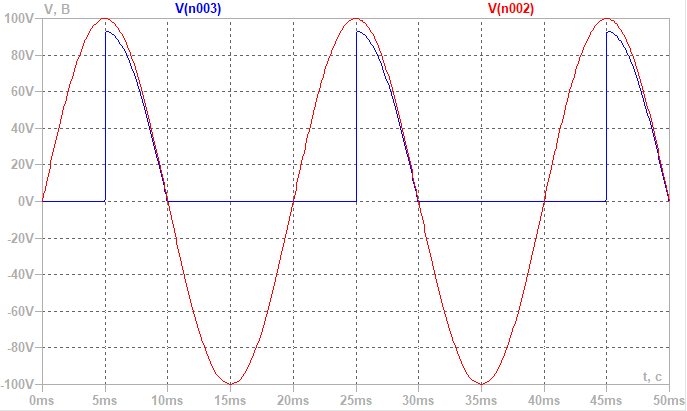 V, В V(n003) V(n002)
100V
80V
60V
40V
20V
0V
-20V
-40V
-60V
-80V
-100V
t, c
0ms 5ms 10ms 15ms 20ms 25ms 30ms 35ms 40ms 45ms 50ms